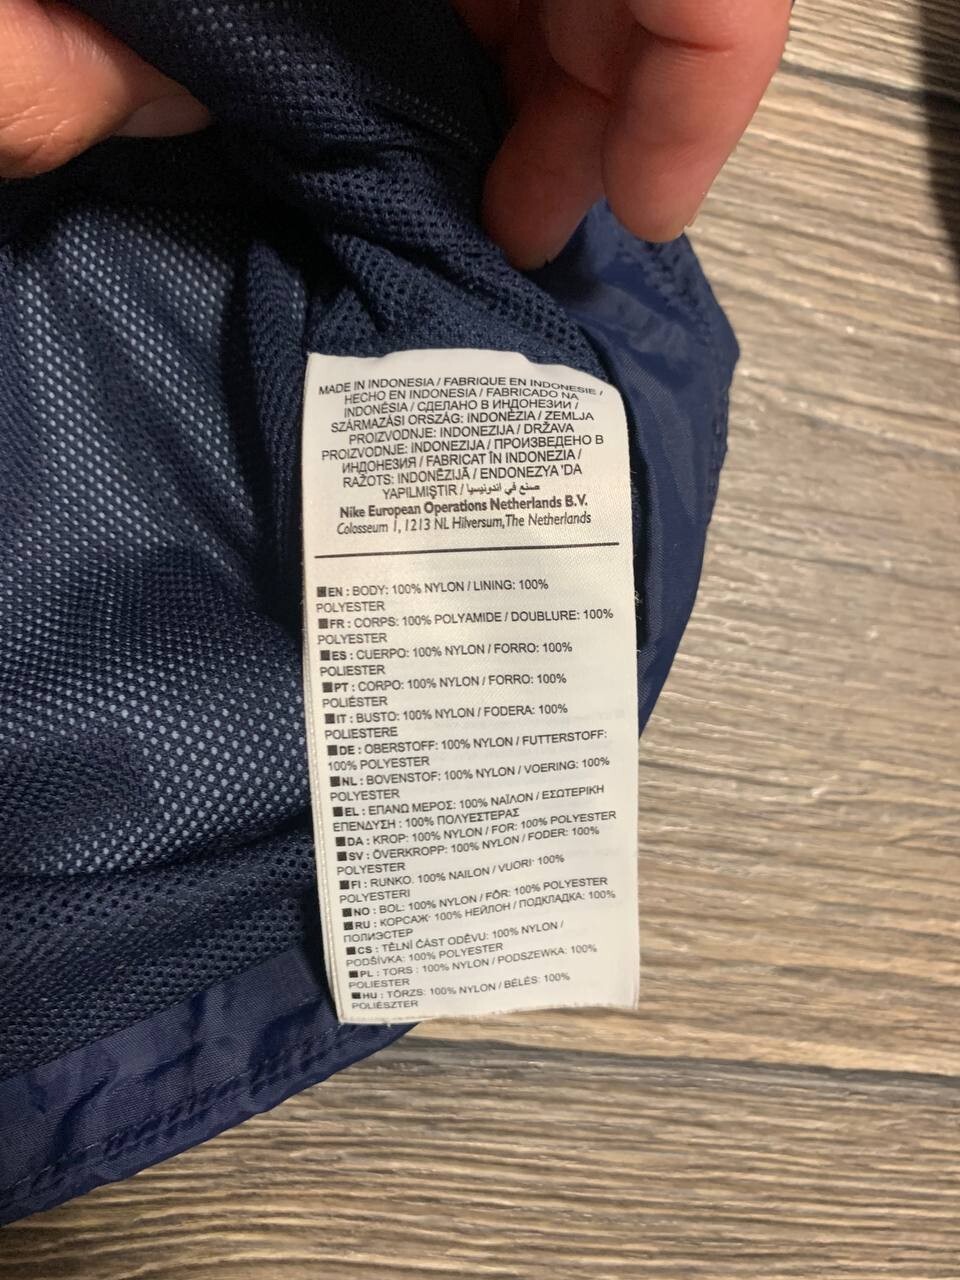 MADE IN INDONESIA / FABRIQUE EN INDONESIE /
HECHO EN INDONESIA / FABRICADO NA
INDONÉSIA / СДЕЛАНО В ИНДОНЕЗИИ /
SZÁRMAZÁSI ORSZÁG: INDONÉZIA / ZEMLJA
PROIZVODNJE: INDONEZIJA / DRŽAVA
PROIZVODNJE: INDONEZIJA / ПРОИЗВЕДЕНО В
ИНДОНЕЗИЯ / FABRICAT ÎN INDONEZIA /
RAŽOTS: INDONĒZIJĀ / ENDONEZYA 'DA
YAPILMIŞTIR / صنع في اندونيسيا
Nike European Operations Netherlands B.V.
Colosseum 1, 1213 NL Hilversum, The Netherlands
EN : BODY: 100% NYLON / LINING: 100%
POLYESTER
FR : CORPS: 100% POLYAMIDE / DOUBLURE: 100%
POLYESTER
ES : CUERPO: 100% NYLON / FORRO: 100%
POLIESTER
PT : CORPO: 100% NYLON / FORRO: 100%
POLIÉSTER
IT : BUSTO: 100% NYLON / FODERA: 100%
POLIESTERE
DE : OBERSTOFF: 100% NYLON / FUTTERSTOFF:
100% POLYESTER
NL : BOVENSTOF: 100% NYLON / VOERING: 100%
POLYESTER
EL : ΕΠΑΝΩ ΜΕΡΟΣ: 100% ΝΑΪΛΟΝ / ΕΣΩΤΕΡΙΚΗ
ΕΠΕΝΔΥΣΗ : 100% ΠΟΛΥΕΣΤΕΡΑΣ
DA : KROP: 100% NYLON / FOR: 100% POLYESTER
SV : ÖVERKROPP: 100% NYLON / FODER: 100%
POLYESTER
FI : RUNKO. 100% NAILON / VUORI: 100%
POLYESTERI
NO : BOL: 100% NYLON / FÔR: 100% POLYESTER
RU : КОРСАЖ: 100% НЕЙЛОН / ПОДКЛАДКА: 100%
ПОЛИЭСТЕР
CS : TĚLNÍ ČÁST ODĚVU: 100% NYLON /
PODŠÍVKA: 100% POLYESTER
PL : TORS : 100% NYLON / PODSZEWKA: 100%
POLIESTER
HU : TÖRZS: 100% NYLON / BÉLÉS: 100%
POLIÉSZTER